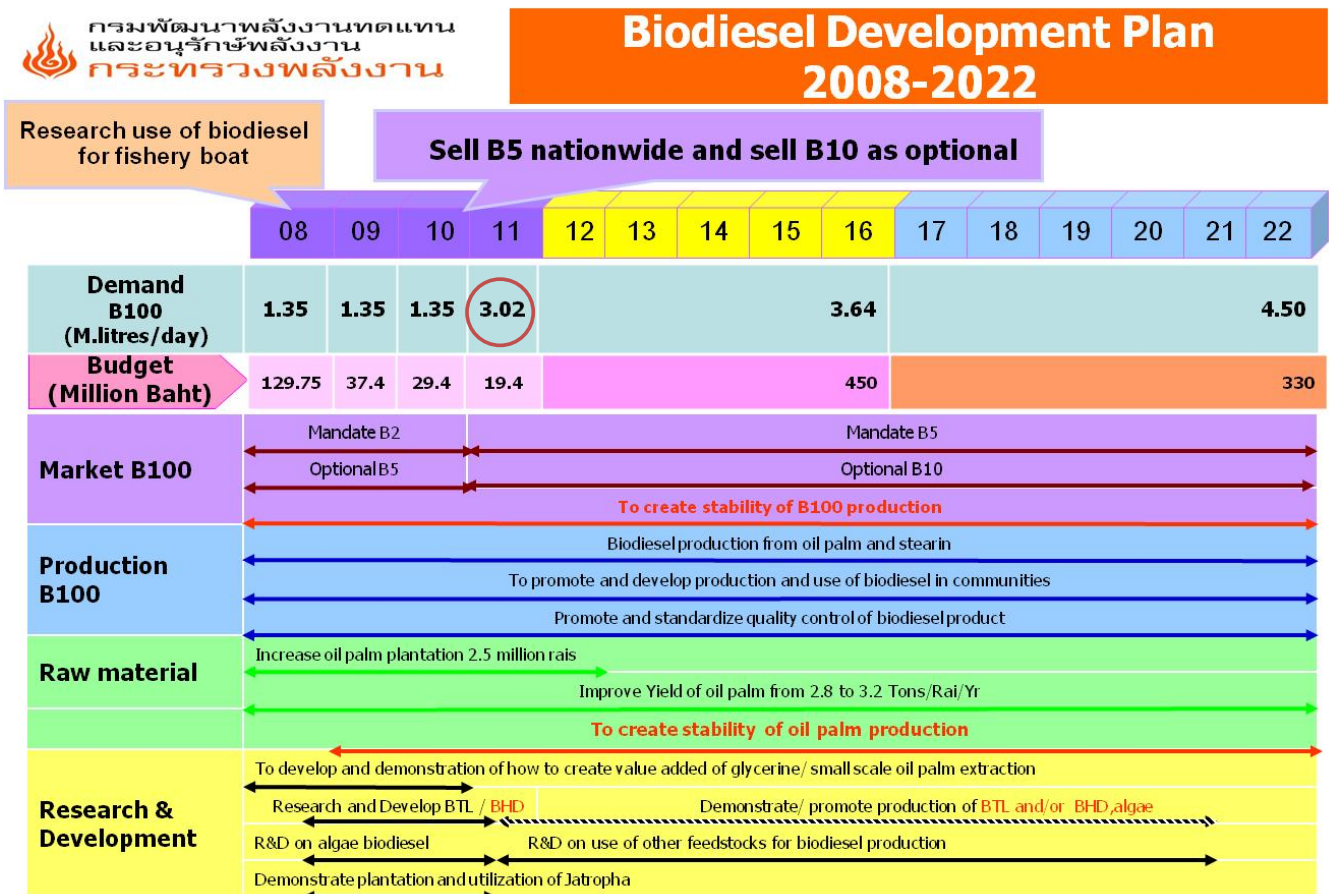 กรมพัฒนาพลังงานทดแทน
และอนุรักษ์พลังงาน
กระทรวงพลังงาน
Biodiesel Development Plan
2008-2022
Research use of biodiesel
for fishery boat
Sell B5 nationwide and sell B10 as optional
08 09 10 11 12 13 14 15 16 17 18 19 20 21 22
Demand
B100
(M.litres/day)
1.35 1.35 1.35 3.02 3.64 4.50
Budget
(Million Baht)
129.75 37.4 29.4 19.4 450 330
Market B100
Mandate B2 Mandate B5
Optional B5 Optional B10
To create stability of B100 production
Production
B100
Biodiesel production from oil palm and stearin
To promote and develop production and use of biodiesel in communities
Promote and standardize quality control of biodiesel product
Raw material
Increase oil palm plantation 2.5 million rais
Improve Yield of oil palm from 2.8 to 3.2 Tons/Rai/Yr
To create stability of oil palm production
Research &
Development
To develop and demonstration of how to create value added of glycerine/ small scale oil palm extraction
Research and Develop BTL / BHD Demonstrate/ promote production of BTL and/or BHD,algae
R&D on algae biodiesel R&D on use of other feedstocks for biodiesel production
Demonstrate plantation and utilization of Jatropha